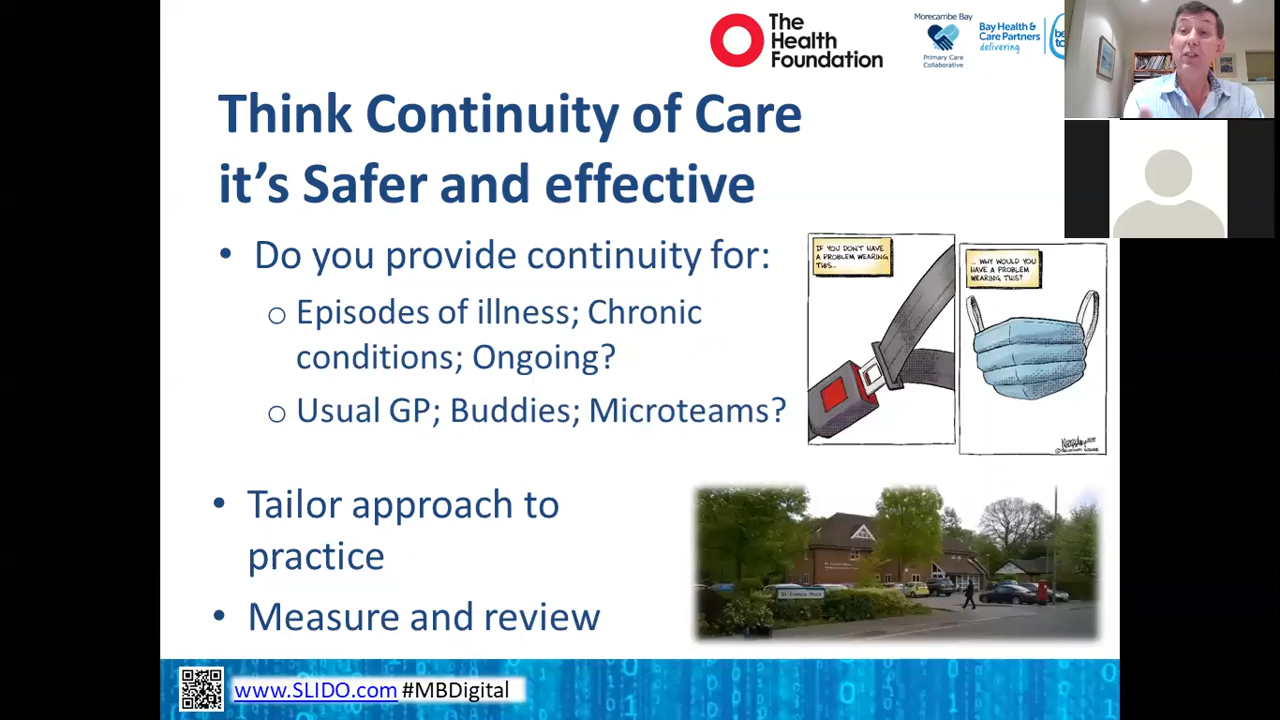 The
Health
Foundation
Morecambe Bay
Primary Care
Collaborative
Bay Health &
Care Partners
delivering
Think Continuity of Care
it's Safer and effective
• Do you provide continuity for:
o Episodes of illness; Chronic
conditions; Ongoing?
o Usual GP; Buddies; Microteams?
IF YOU DON'T HAVE
A PROBLEM WEARING
THIS...
... WHY WOULD YOU
HAVE A PROBLEM
WEARING THIS?
• Tailor approach to
practice
• Measure and review
www.SLIDO.com #MBDigital